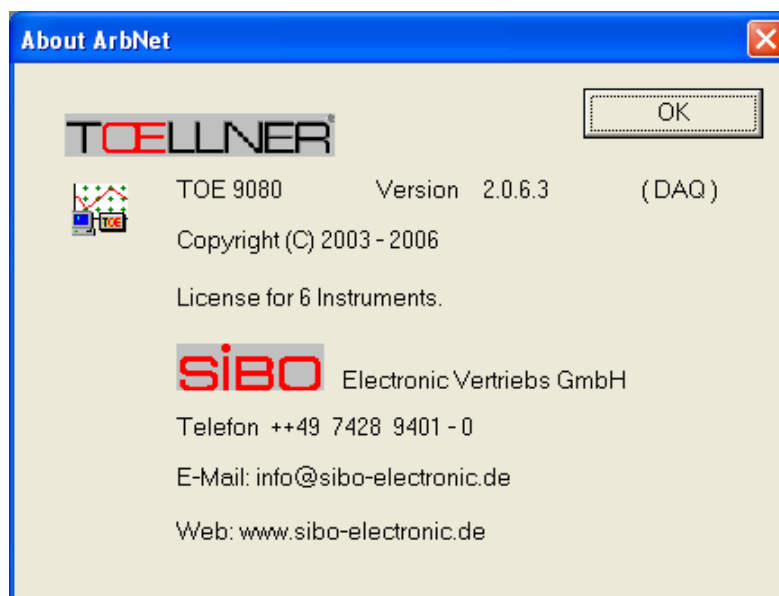 About ArbNet
OK
TOELLNER®
TOE 9080 Version 2.0.6.3 (DAQ)
TOE
Copyright (C) 2003 - 2006
License for 6 Instruments.
SiBO Electronic Vertriebs GmbH
Telefon ++49 7428 9401 - 0
E-Mail: info@sibo-electronic.de
Web: www.sibo-electronic.de